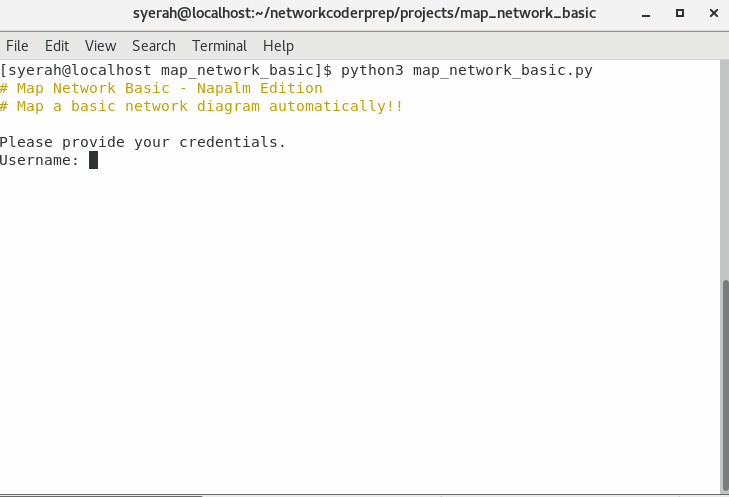 syerah@localhost:~/networkcoderprep/projects/map_network_basic
File Edit View Search Terminal Help
[syerah@localhost map_network_basic]$ python3 map_network_basic.py
# Map Network Basic - Napalm Edition
# Map a basic network diagram automatically!!
Please provide your credentials.
Username: